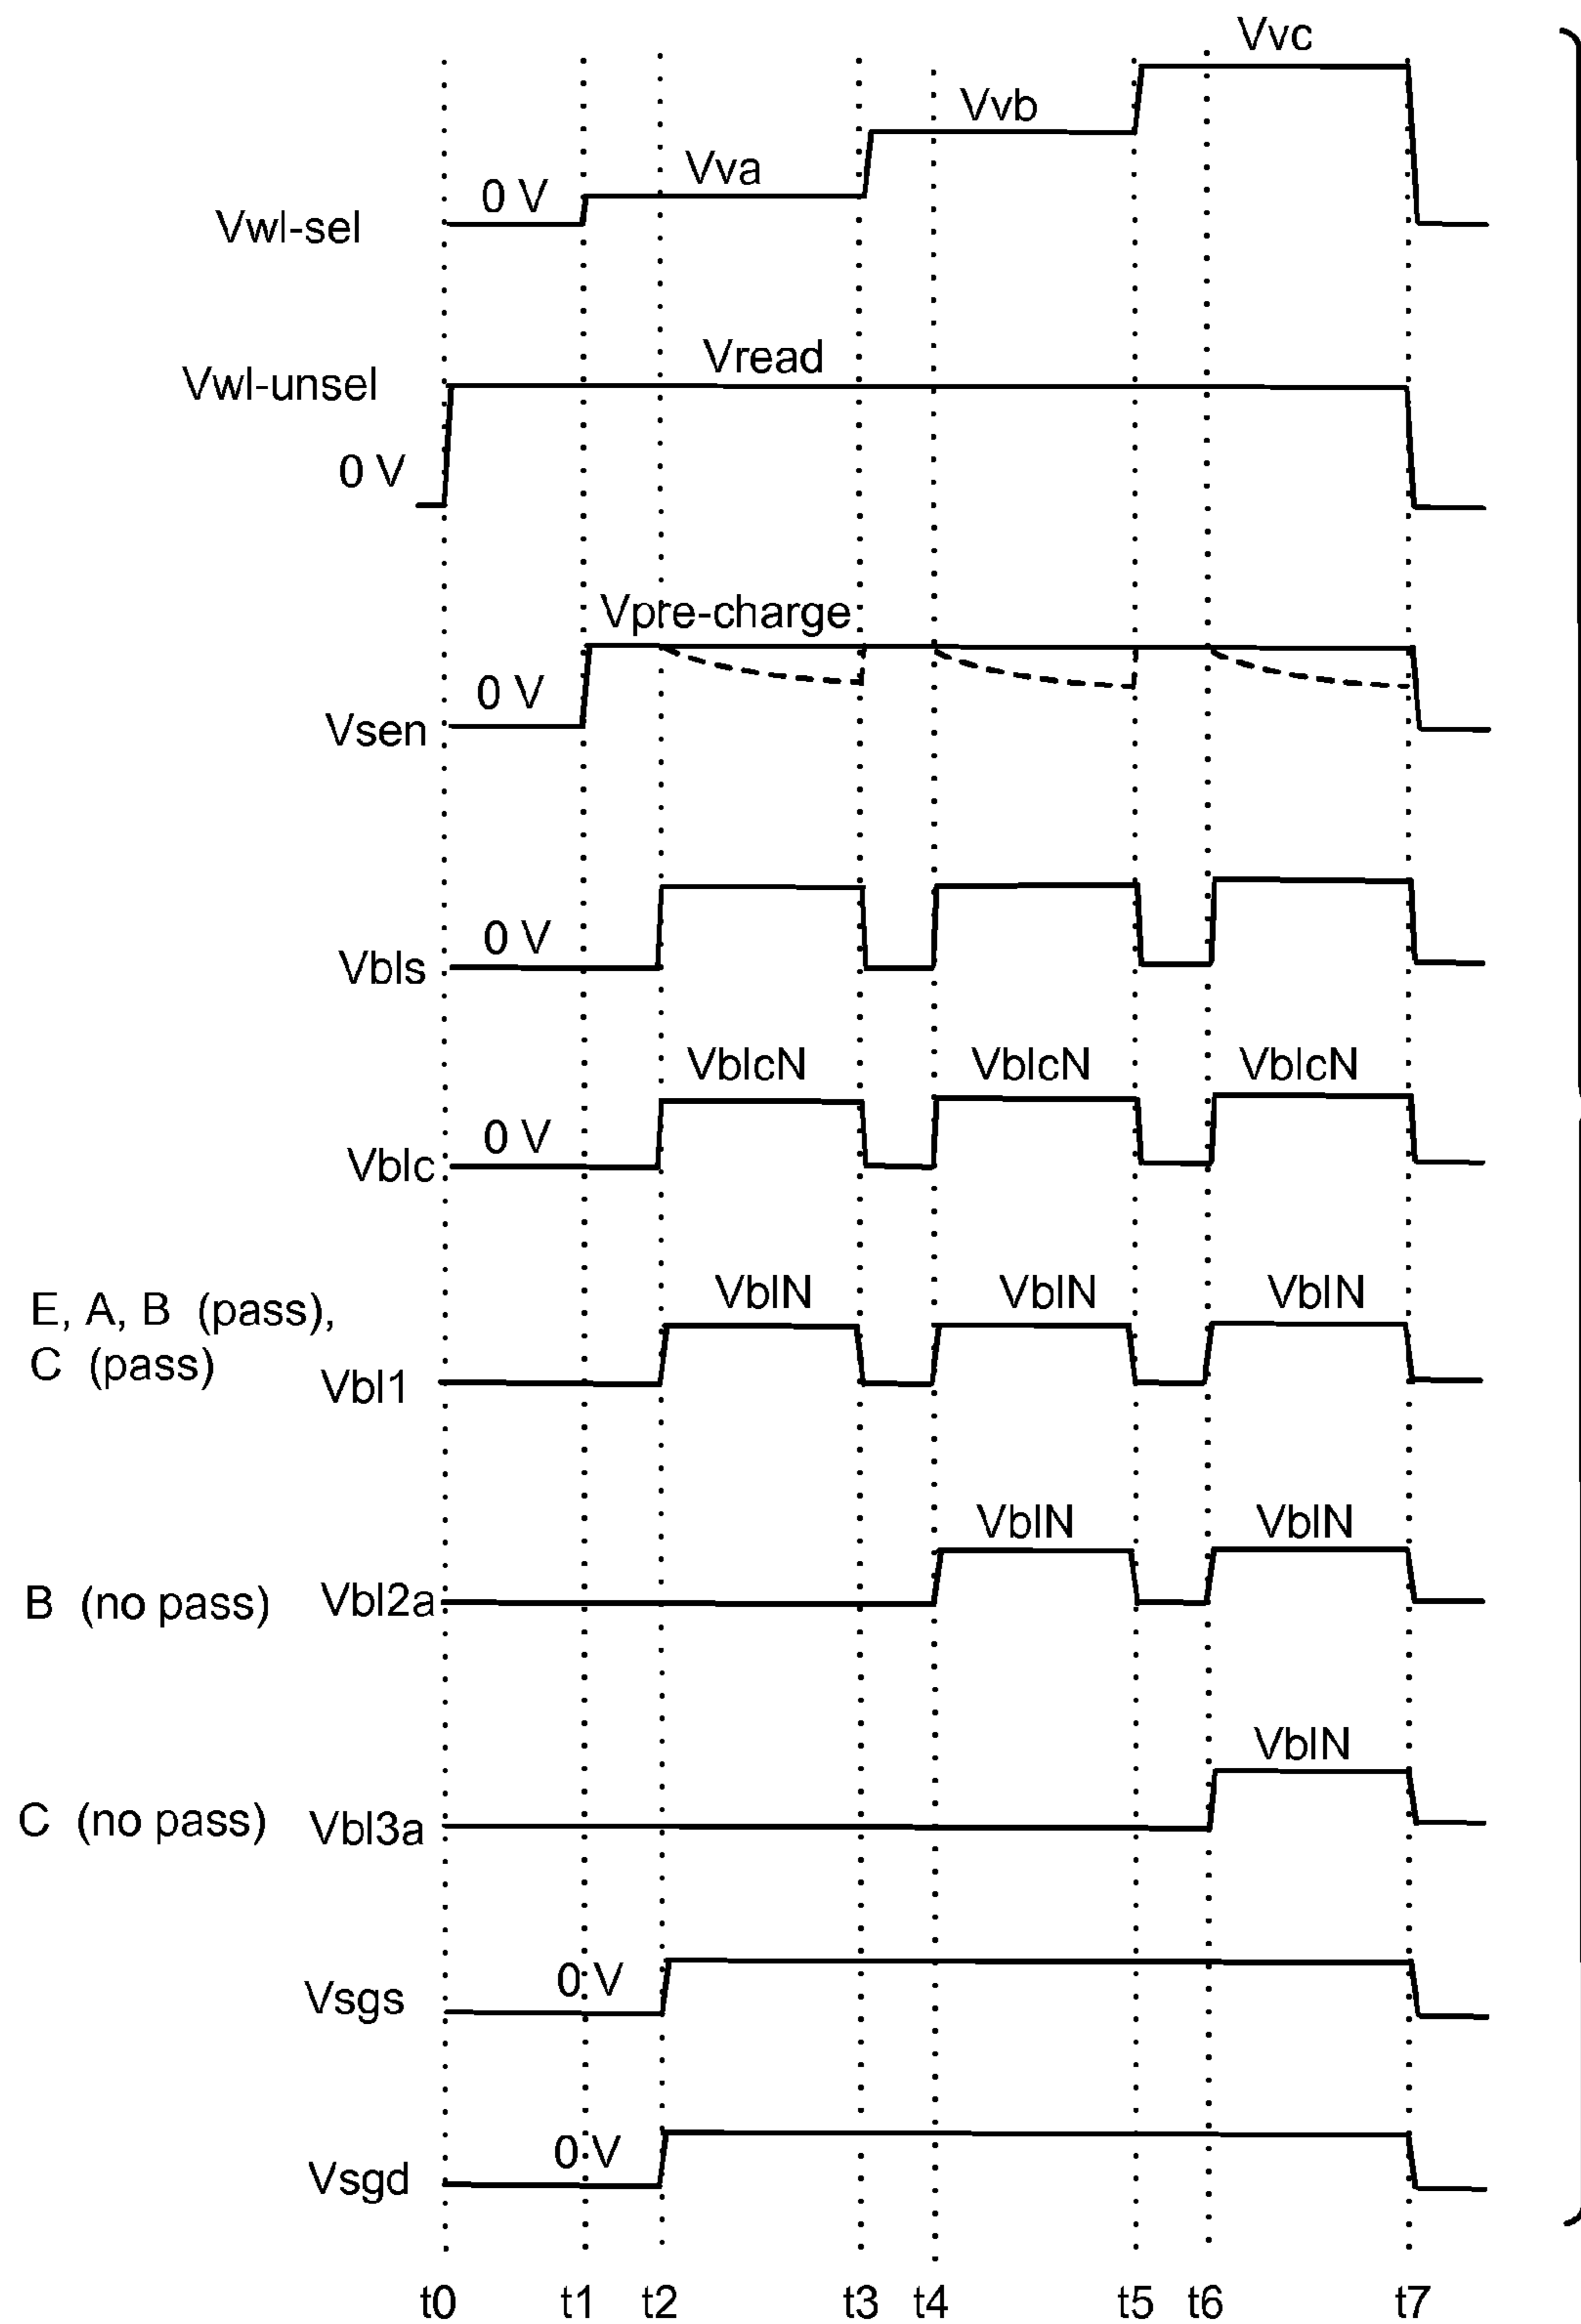 Vvc
Vvb
Vva
0 V
Vwl-sel
Vread
Vwl-unsel
0 V
Vpre-charge
0 V
Vsen
0 V
Vbls
VblcN VblcN VblcN
0 V
Vblc
VblN VblN VblN
E, A, B (pass),
C (pass)
Vbl1
VblN VblN
B (no pass) Vbl2a
VblN
C (no pass) Vbl3a
0 V
Vsgs
0 V
Vsgd
t0 t1 t2 t3 t4 t5 t6 t7